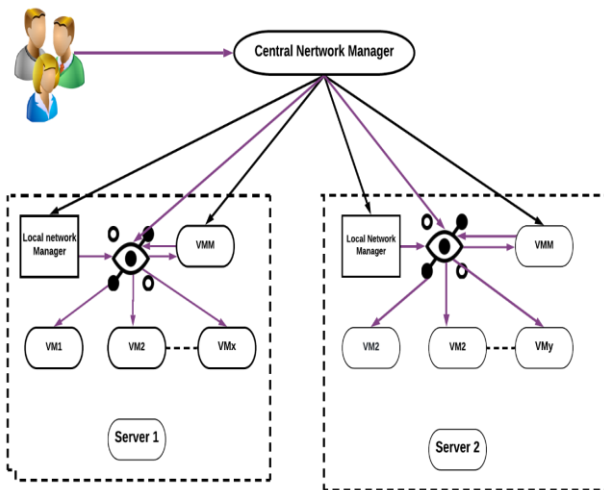 Central Nertwork Manager
Local network
Manager
VMM
VM1
VM2
VMx
Server 1
Local Network
Manager
VMM
VM2
VM2
VMy
Server 2